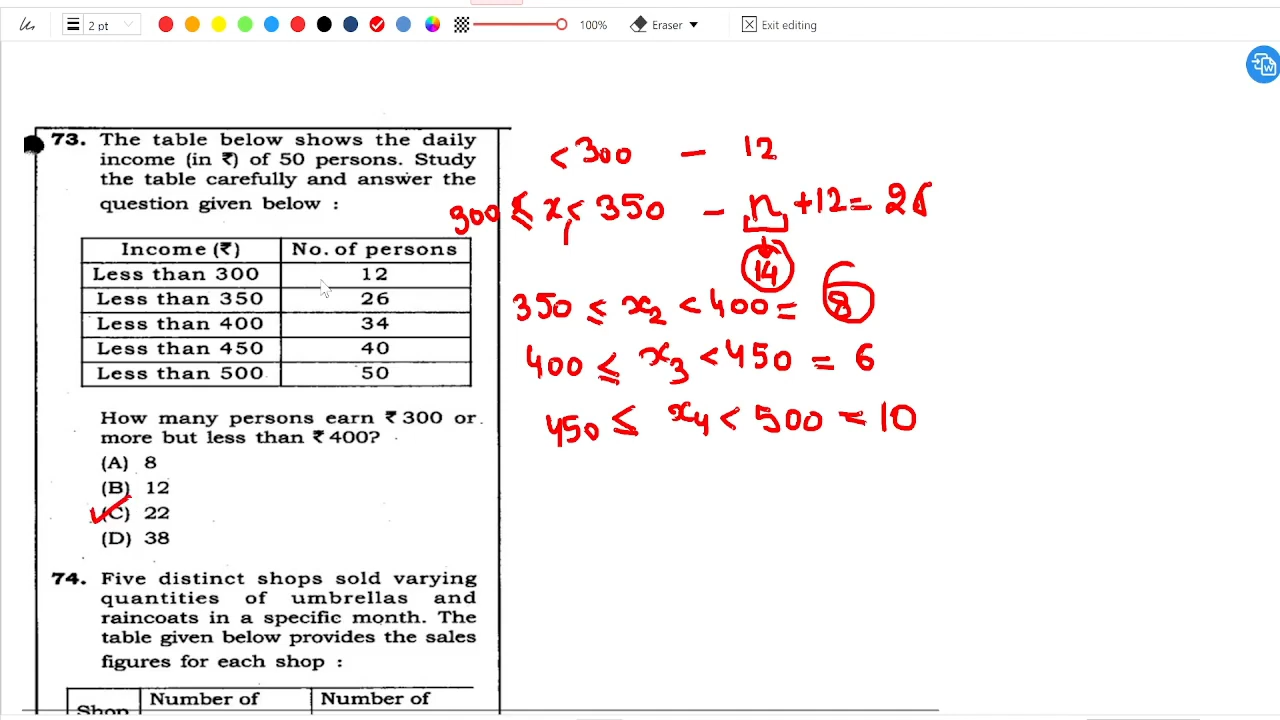 2 pt
100%
Eraser
Exit editing
73. The table below shows the daily
income (in ₹) of 50 persons. Study
the table carefully and answer the
question given below :
Income (₹) No. of persons
Less than 300 12
Less than 350 26
Less than 400 34
Less than 450 40
Less than 500 50
How many persons earn ₹ 300 or
more but less than ₹ 400?
(A) 8
(B) 12
(C) 22
(D) 38
< 300 – 12
300 ≤ x₁ < 350 – n + 12 = 26
14
350 ≤ x₂ < 400 = 8
400 ≤ x₃ < 450 = 6
450 ≤ x₄ < 500 = 10
74. Five distinct shops sold varying
quantities of umbrellas and
raincoats in a specific month. The
table given below provides the sales
figures for each shop :
Shop Number of Number of